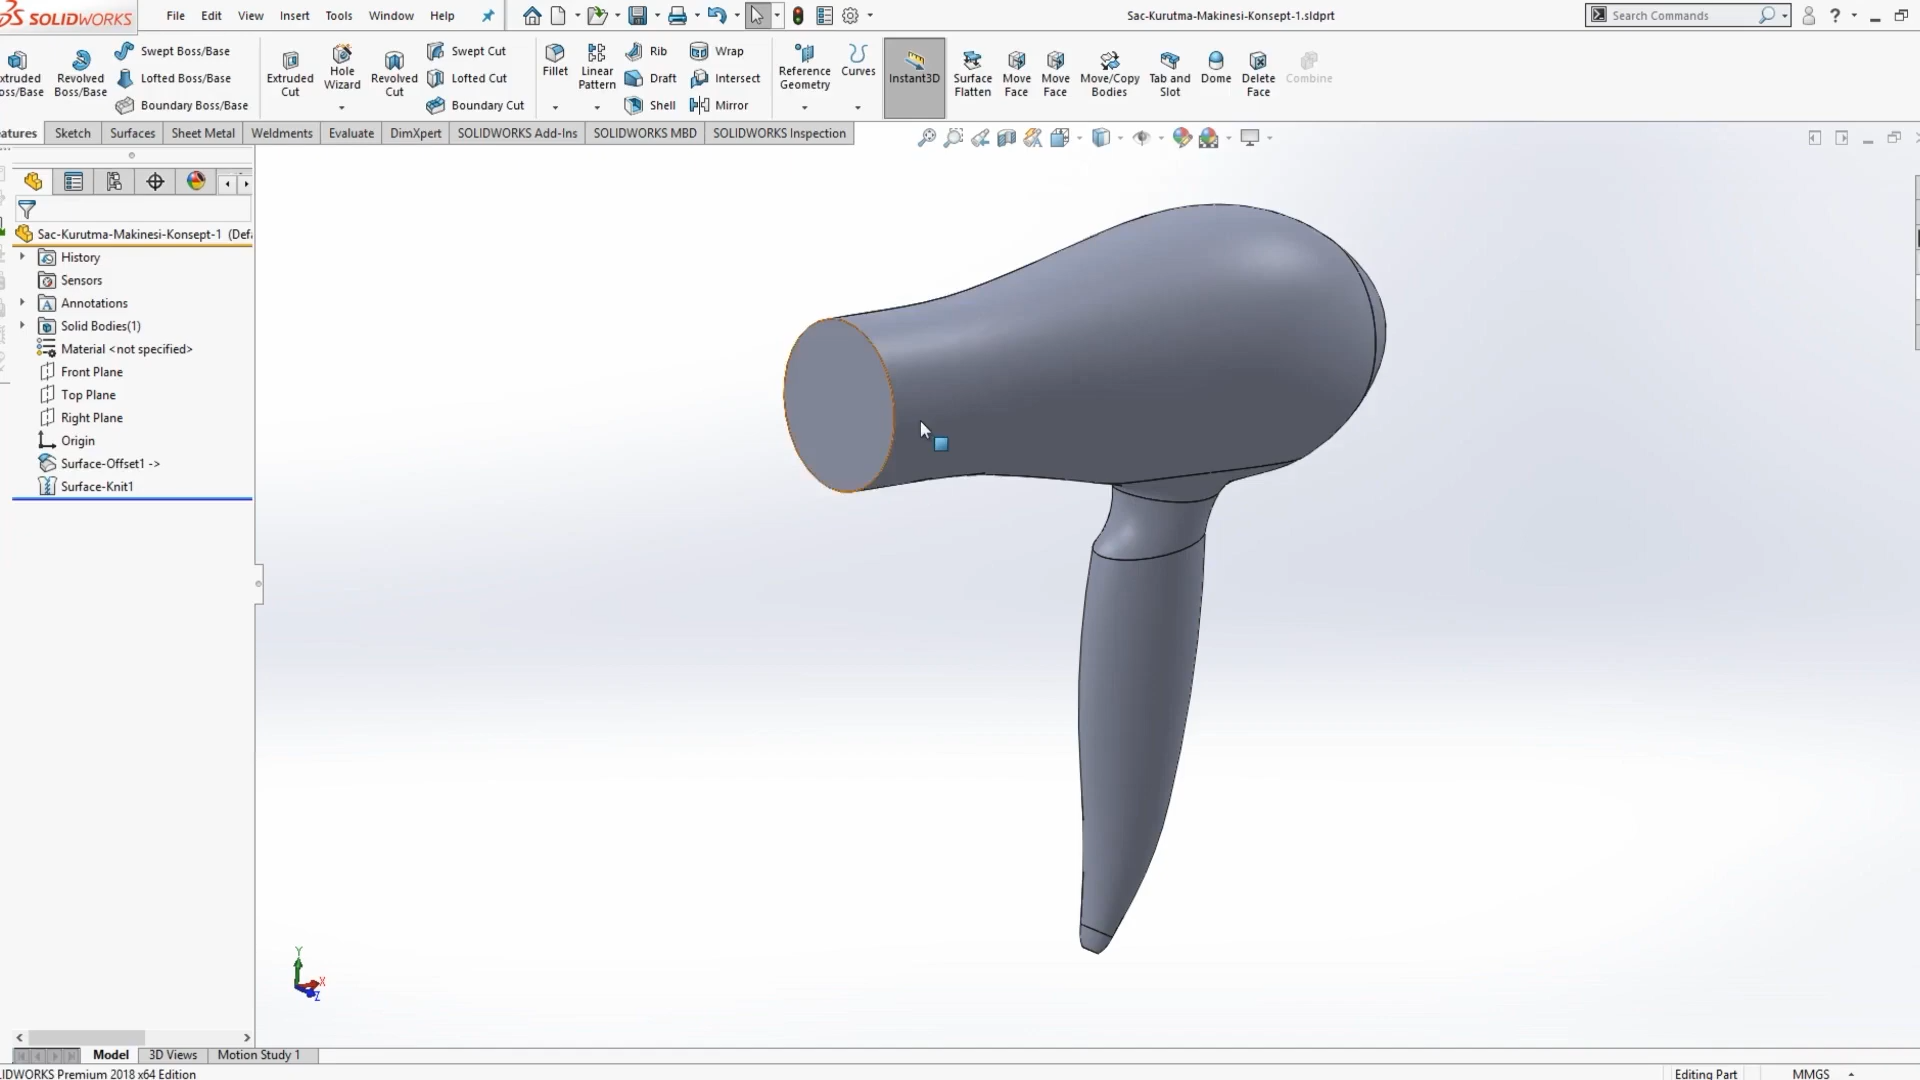 SOLIDWORKS File Edit View Insert Tools Window Help Sac-Kurutma-Makinesi-Konsept-1.sldprt Search Commands ?
xtruded oss/Base
Revolved Boss/Base
Swept Boss/Base
Lofted Boss/Base
Boundary Boss/Base
Extruded Cut
Hole Wizard
Revolved Cut
Swept Cut
Lofted Cut
Boundary Cut
Fillet
Linear Pattern
Rib
Draft
Shell
Wrap
Intersect
Mirror
Reference Geometry
Curves
Instant3D
Surface Flatten
Move Face
Move Face
Move/Copy Bodies
Tab and Slot
Dome
Delete Face
Combine
eatures Sketch Surfaces Sheet Metal Weldments Evaluate DimXpert SOLIDWORKS Add-Ins SOLIDWORKS MBD SOLIDWORKS Inspection
Sac-Kurutma-Makinesi-Konsept-1 (Def
History
Sensors
Annotations
Solid Bodies(1)
Material <not specified>
Front Plane
Top Plane
Right Plane
Origin
Surface-Offset1 ->
Surface-Knit1
Y
X
Z
Model 3D Views Motion Study 1
LIDWORKS Premium 2018 x64 Edition Editing Part MMGS